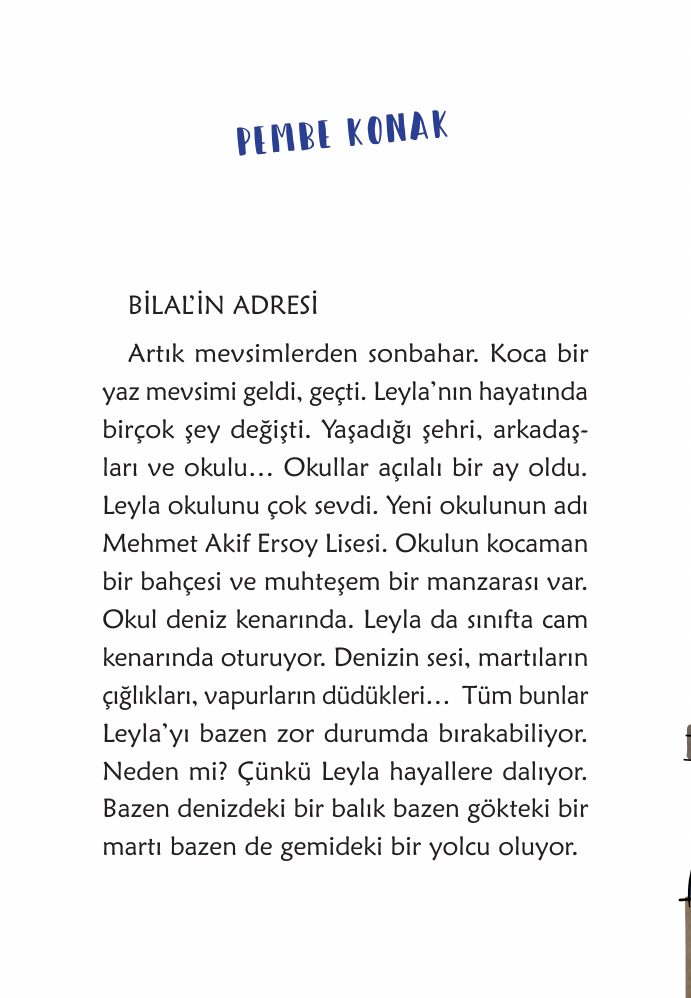 PEMBE KONAK
BİLAL'İN ADRESİ
Artık mevsimlerden sonbahar. Koca bir
yaz mevsimi geldi, geçti. Leyla’nın hayatında
birçok şey değişti. Yaşadığı şehri, arkadaş-
ları ve okulu… Okullar açılalı bir ay oldu.
Leyla okulunu çok sevdi. Yeni okulunun adı
Mehmet Akif Ersoy Lisesi. Okulun kocaman
bir bahçesi ve muhteşem bir manzarası var.
Okul deniz kenarında. Leyla da sınıfta cam
kenarında oturuyor. Denizin sesi, martıların
çığlıkları, vapurların düdükleri… Tüm bunlar
Leyla’yı bazen zor durumda bırakabiliyor.
Neden mi? Çünkü Leyla hayallere dalıyor.
Bazen denizdeki bir balık bazen gökteki bir
martı bazen de gemideki bir yolcu oluyor.